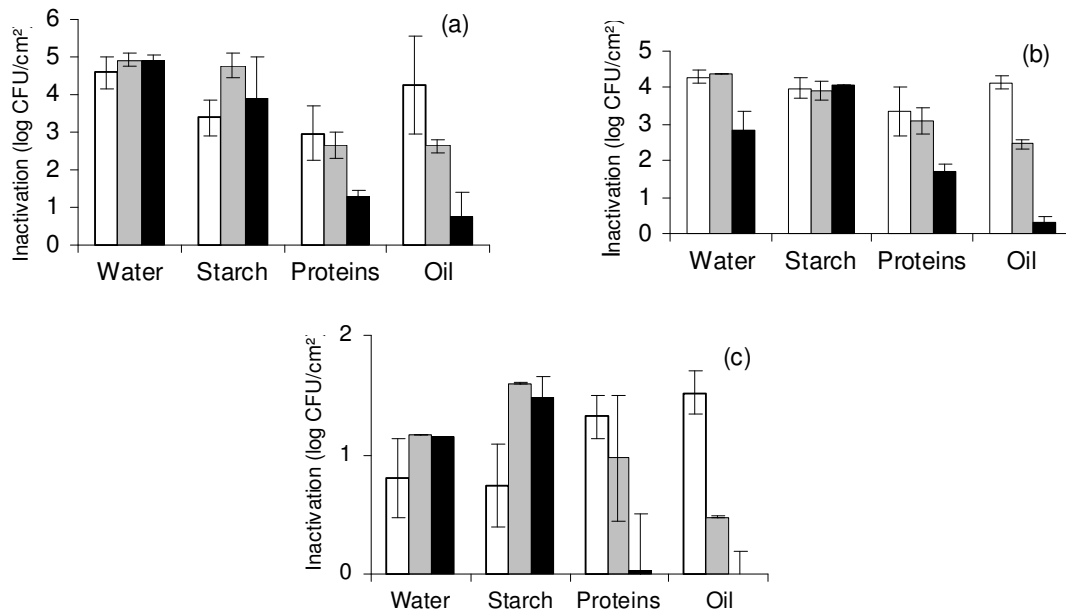 Inactivation (log CFU/cm²)
6
5
4
3
2
1
0
Water Starch Proteins Oil
(a)
Inactivation (log CFU/cm²)
5
4
3
2
1
0
Water Starch Proteins Oil
(b)
Inactivation (log CFU/cm²)
2
1
0
Water Starch Proteins Oil
(c)